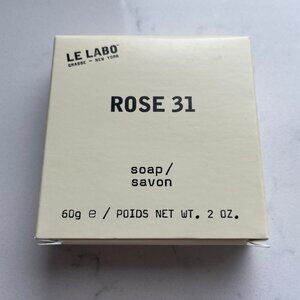 LE LABO
GRASSE — NEW YORK
ROSE 31
soap/
savon
60g e / POIDS NET WT. 2 OZ.